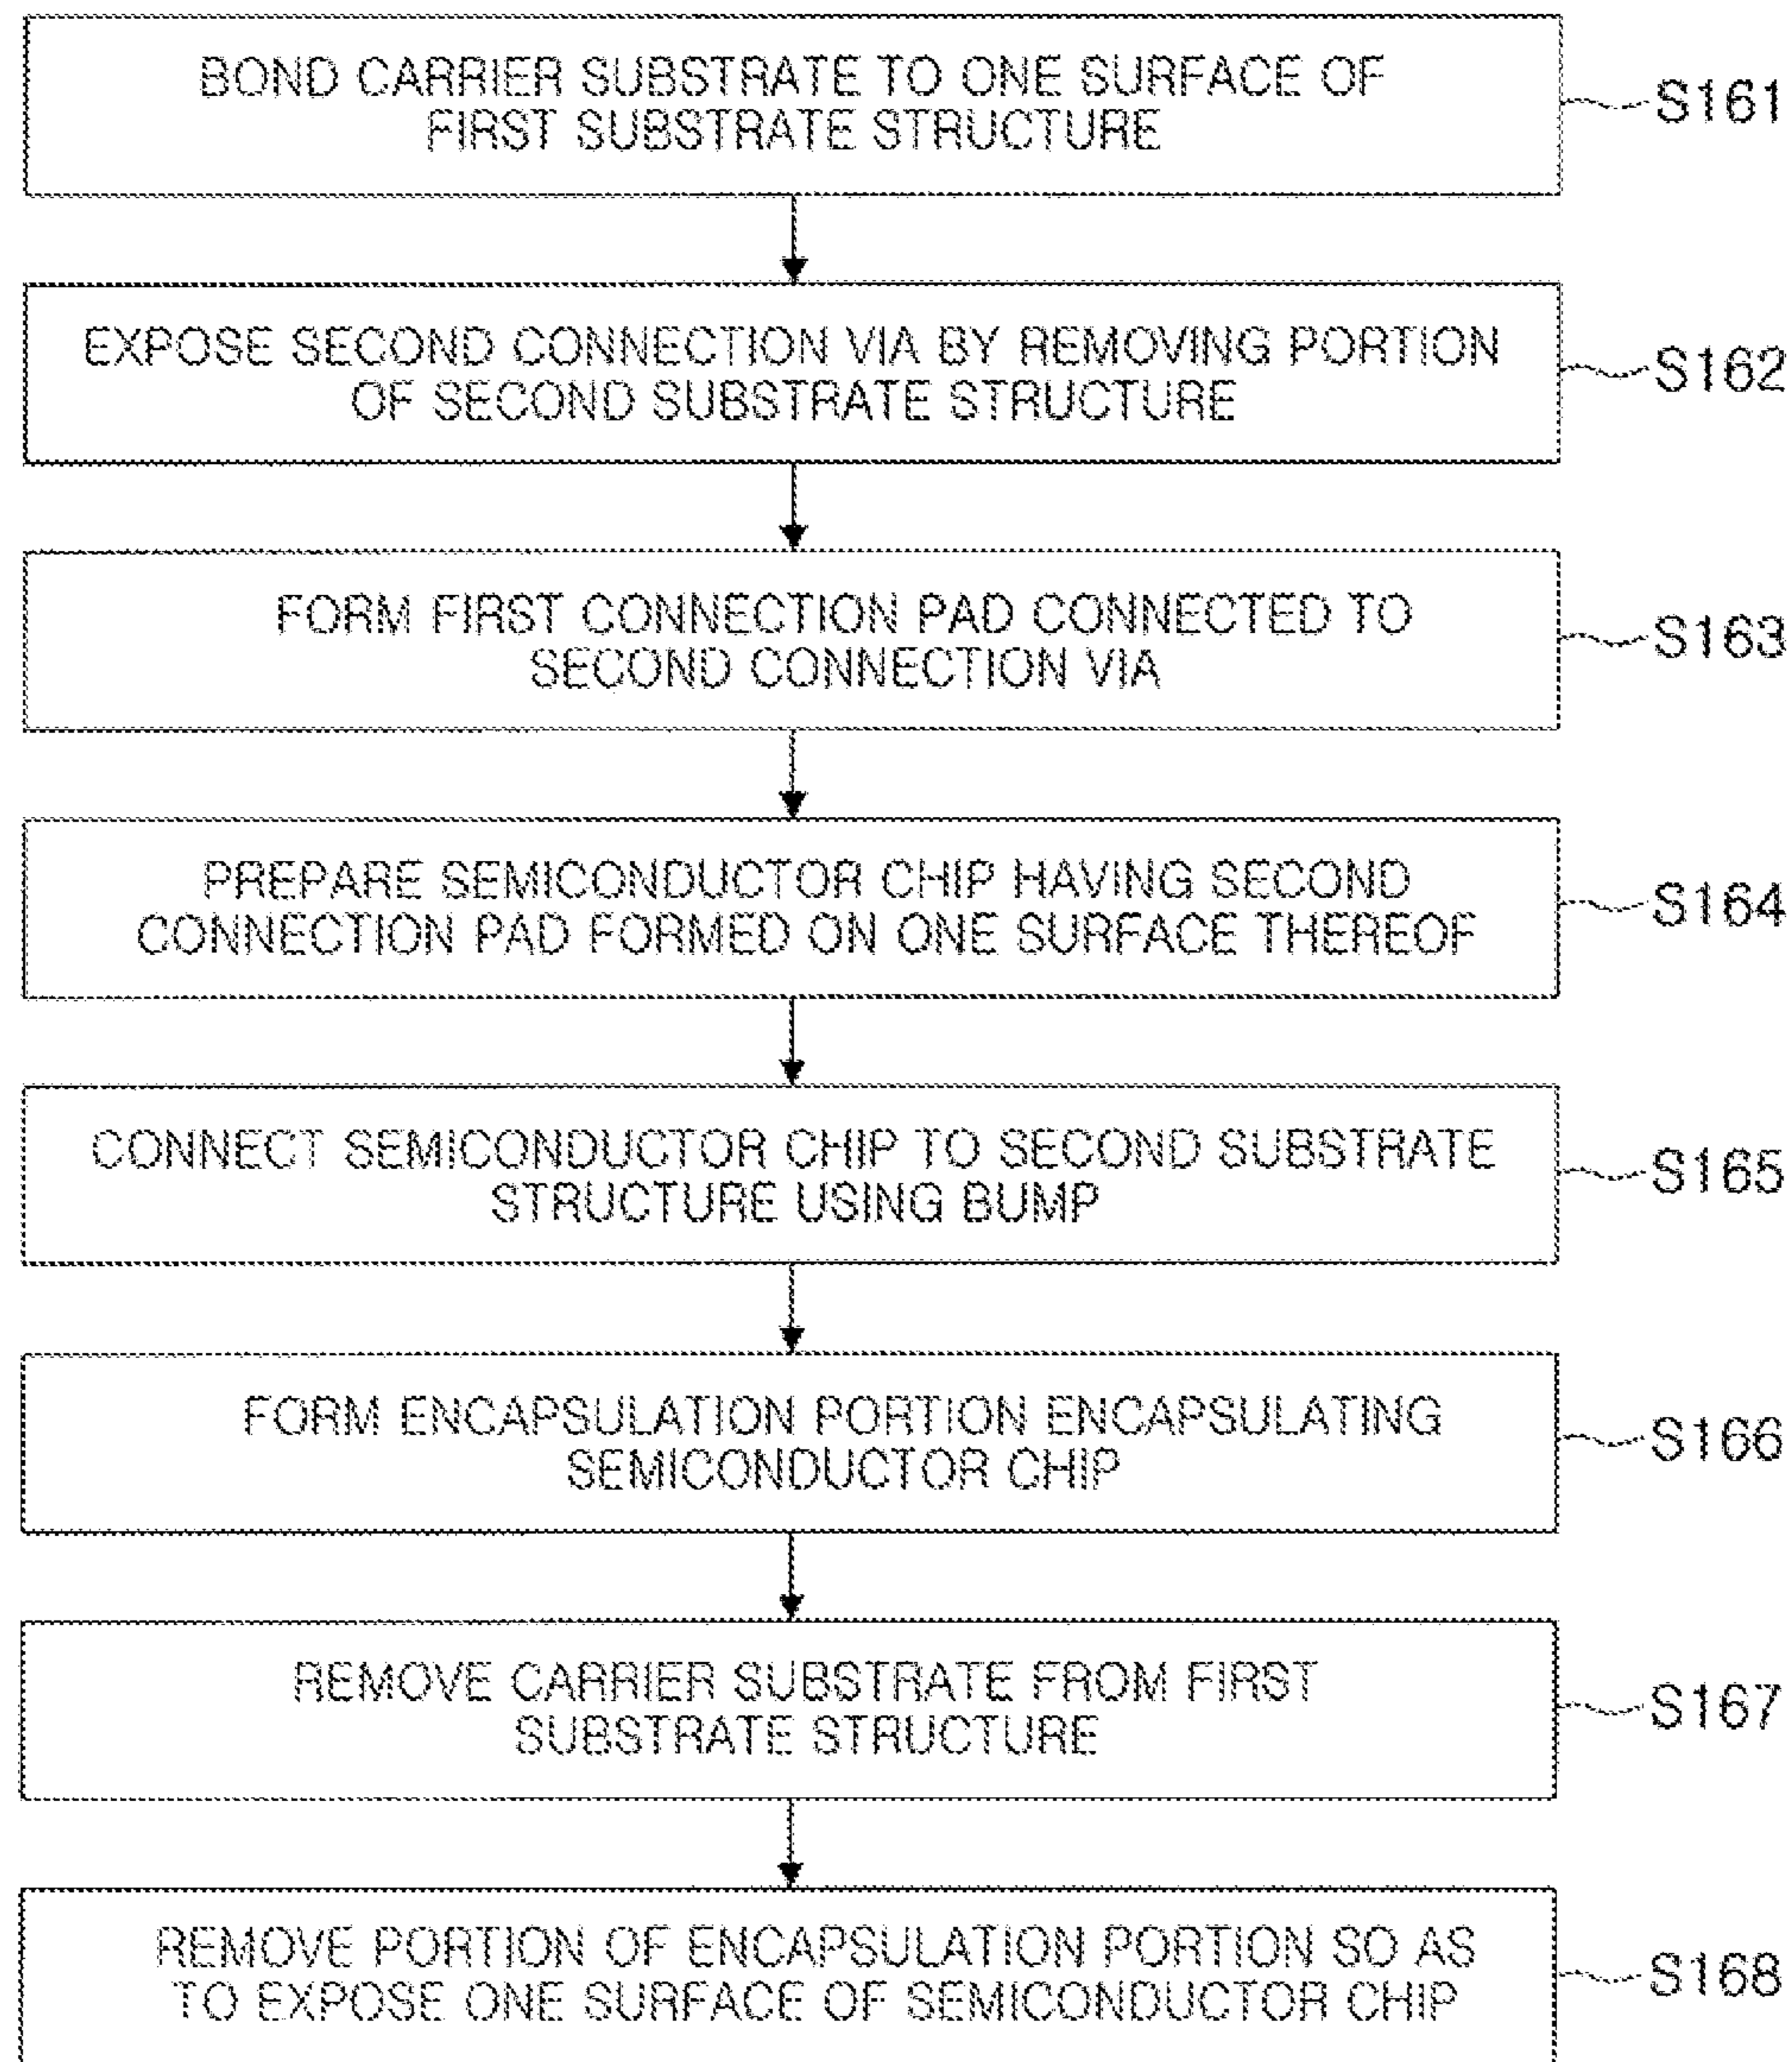 BOND CARRIER SUBSTRATE TO ONE SURFACE OF
FIRST SUBSTRATE STRUCTURE
S161
EXPOSE SECOND CONNECTION VIA BY REMOVING PORTION
OF SECOND SUBSTRATE STRUCTURE
S162
FORM FIRST CONNECTION PAD CONNECTED TO
SECOND CONNECTION VIA
S163
PREPARE SEMICONDUCTOR CHIP HAVING SECOND
CONNECTION PAD FORMED ON ONE SURFACE THEREOF
S164
CONNECT SEMICONDUCTOR CHIP TO SECOND SUBSTRATE
STRUCTURE USING BUMP
S165
FORM ENCAPSULATION PORTION ENCAPSULATING
SEMICONDUCTOR CHIP
S166
REMOVE CARRIER SUBSTRATE FROM FIRST
SUBSTRATE STRUCTURE
S167
REMOVE PORTION OF ENCAPSULATION PORTION SO AS
TO EXPOSE ONE SURFACE OF SEMICONDUCTOR CHIP
S168